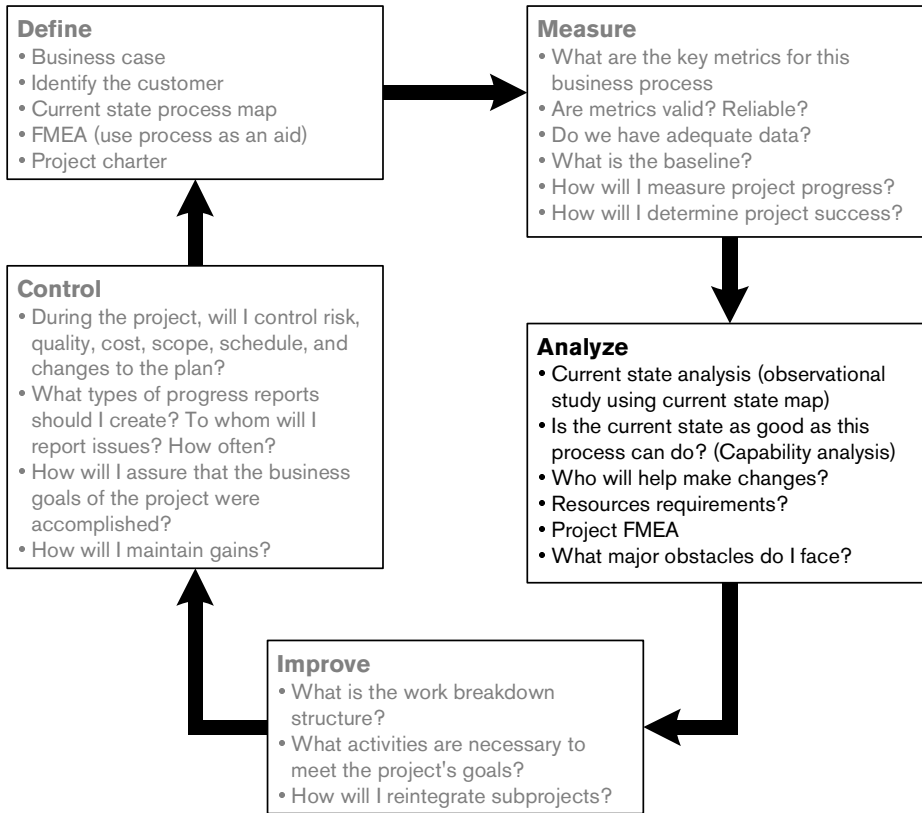 Define
• Business case
• Identify the customer
• Current state process map
• FMEA (use process as an aid)
• Project charter
Measure
• What are the key metrics for this
business process
• Are metrics valid? Reliable?
• Do we have adequate data?
• What is the baseline?
• How will I measure project progress?
• How will I determine project success?
Control
• During the project, will I control risk,
quality, cost, scope, schedule, and
changes to the plan?
• What types of progress reports
should I create? To whom will I
report issues? How often?
• How will I assure that the business
goals of the project were
accomplished?
• How will I maintain gains?
Analyze
• Current state analysis (observational
study using current state map)
• Is the current state as good as this
process can do? (Capability analysis)
• Who will help make changes?
• Resources requirements?
• Project FMEA
• What major obstacles do I face?
Improve
• What is the work breakdown
structure?
• What activities are necessary to
meet the project's goals?
• How will I reintegrate subprojects?